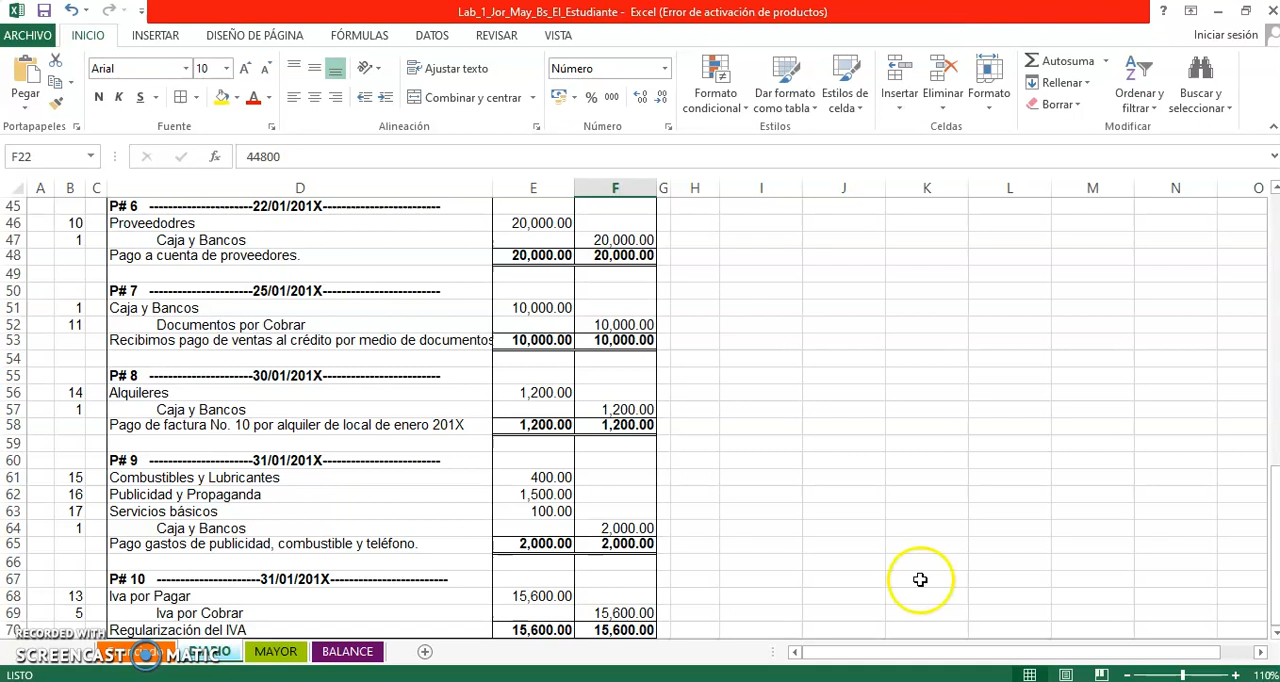 Lab_1_Jor_May_Bs_El_Estudiante - Excel (Error de activación de productos)
ARCHIVO INICIO INSERTAR DISEÑO DE PÁGINA FÓRMULAS DATOS REVISAR VISTA Iniciar sesión
Pegar Arial 10 Ajustar texto Combinar y centrar Número Formato condicional Dar formato como tabla Estilos de celda Insertar Eliminar Formato Autosuma Rellenar Borrar Ordenar y filtrar Buscar y seleccionar
N K S % 000
Portapapeles Fuente Alineación Número Estilos Celdas Modificar
F22 fx 44800
A B C D E F G H I J K L M N O
45 P# 6 -----------------------22/01/201X--------------------------
46 10 Proveedodres 20,000.00
47 1 Caja y Bancos 20,000.00
48 Pago a cuenta de proveedores. 20,000.00 20,000.00
49
50 P# 7 -----------------------25/01/201X--------------------------
51 1 Caja y Bancos 10,000.00
52 11 Documentos por Cobrar 10,000.00
53 Recibimos pago de ventas al crédito por medio de documentos 10,000.00 10,000.00
54
55 P# 8 -----------------------30/01/201X--------------------------
56 14 Alquileres 1,200.00
57 1 Caja y Bancos 1,200.00
58 Pago de factura No. 10 por alquiler de local de enero 201X 1,200.00 1,200.00
59
60 P# 9 -----------------------31/01/201X--------------------------
61 15 Combustibles y Lubricantes 400.00
62 16 Publicidad y Propaganda 1,500.00
63 17 Servicios básicos 100.00
64 1 Caja y Bancos 2,000.00
65 Pago gastos de publicidad, combustible y teléfono. 2,000.00 2,000.00
66
67 P# 10 -----------------------31/01/201X--------------------------
68 13 Iva por Pagar 15,600.00
69 5 Iva por Cobrar 15,600.00
70 Regularización del IVA 15,600.00 15,600.00
RECORDED WITH
SCREENCAST MATIC
DIARIO MAYOR BALANCE
LISTO 110%